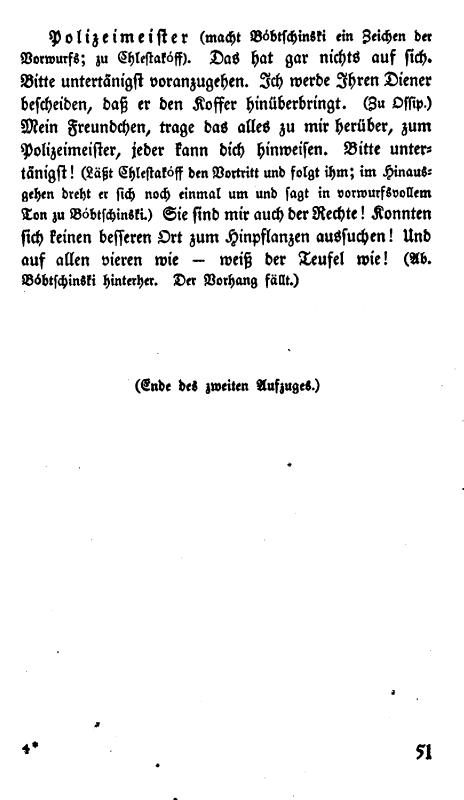 Polizeimeister (macht Bóbtschinski ein Zeichen der
Vorwurfs; zu Chlestakóff). Das hat gar nichts auf sich.
Bitte untertänigst voranzugehen. Ich werde Ihren Diener
bescheiden, daß er den Koffer hinüberbringt. (Zu Ossip.)
Mein Freundchen, trage das alles zu mir herüber, zum
Polizeimeister, jeder kann dich hinweisen. Bitte unter-
tänigst! (Läßt Chlestakóff den Vortritt und folgt ihm; im Hinaus-
gehen dreht er sich noch einmal um und sagt in vorwurfsvollem
Ton zu Bóbtschinski.) Sie sind mir auch der Rechte! Konnten
sich keinen besseren Ort zum Hinpflanzen aussuchen! Und
auf allen vieren wie — weiß der Teufel wie! (Ab.
Bóbtschinski hinterher. Der Vorhang fällt.)
(Ende des zweiten Aufzuges.)
4* 51